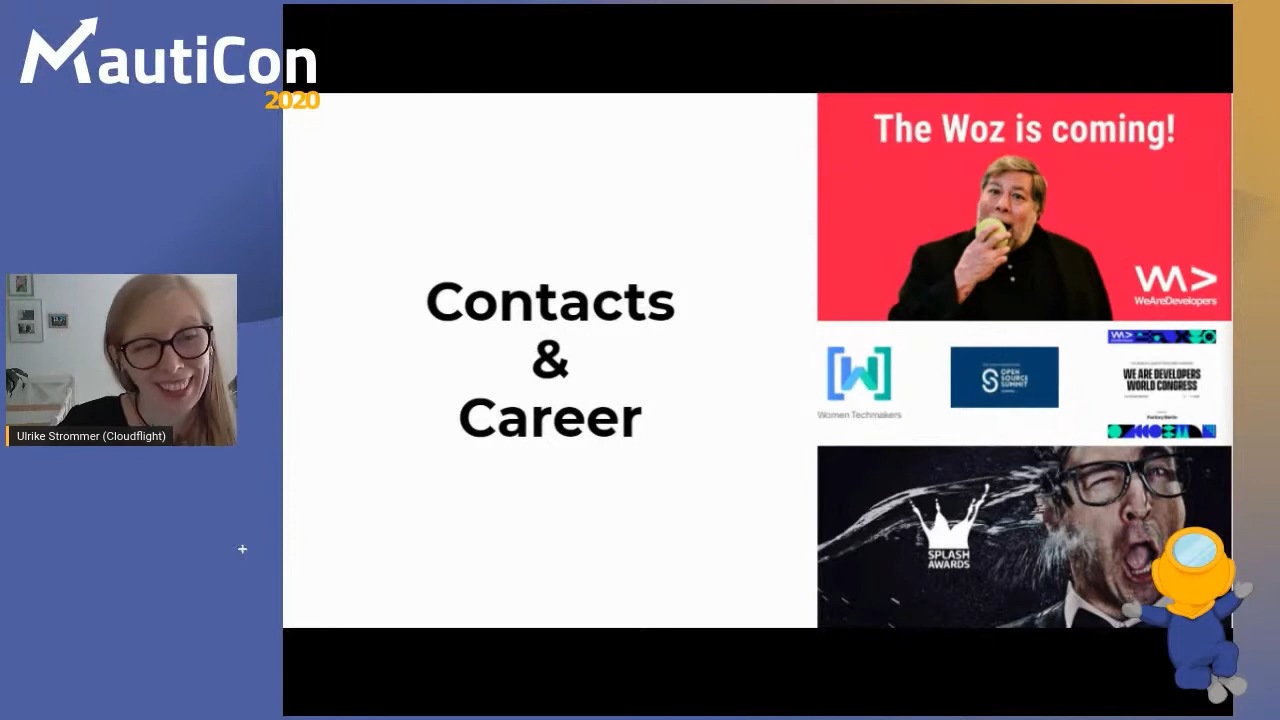 MautiCon
2020
Ulrike Strommer (Cloudflight)
Contacts
&
Career
The Woz is coming!
WeAreDevelopers
Women Techmakers
OPEN
SOURCE
SUMMIT
WE ARE DEVELOPERS
WORLD CONGRESS
SPLASH
AWARDS